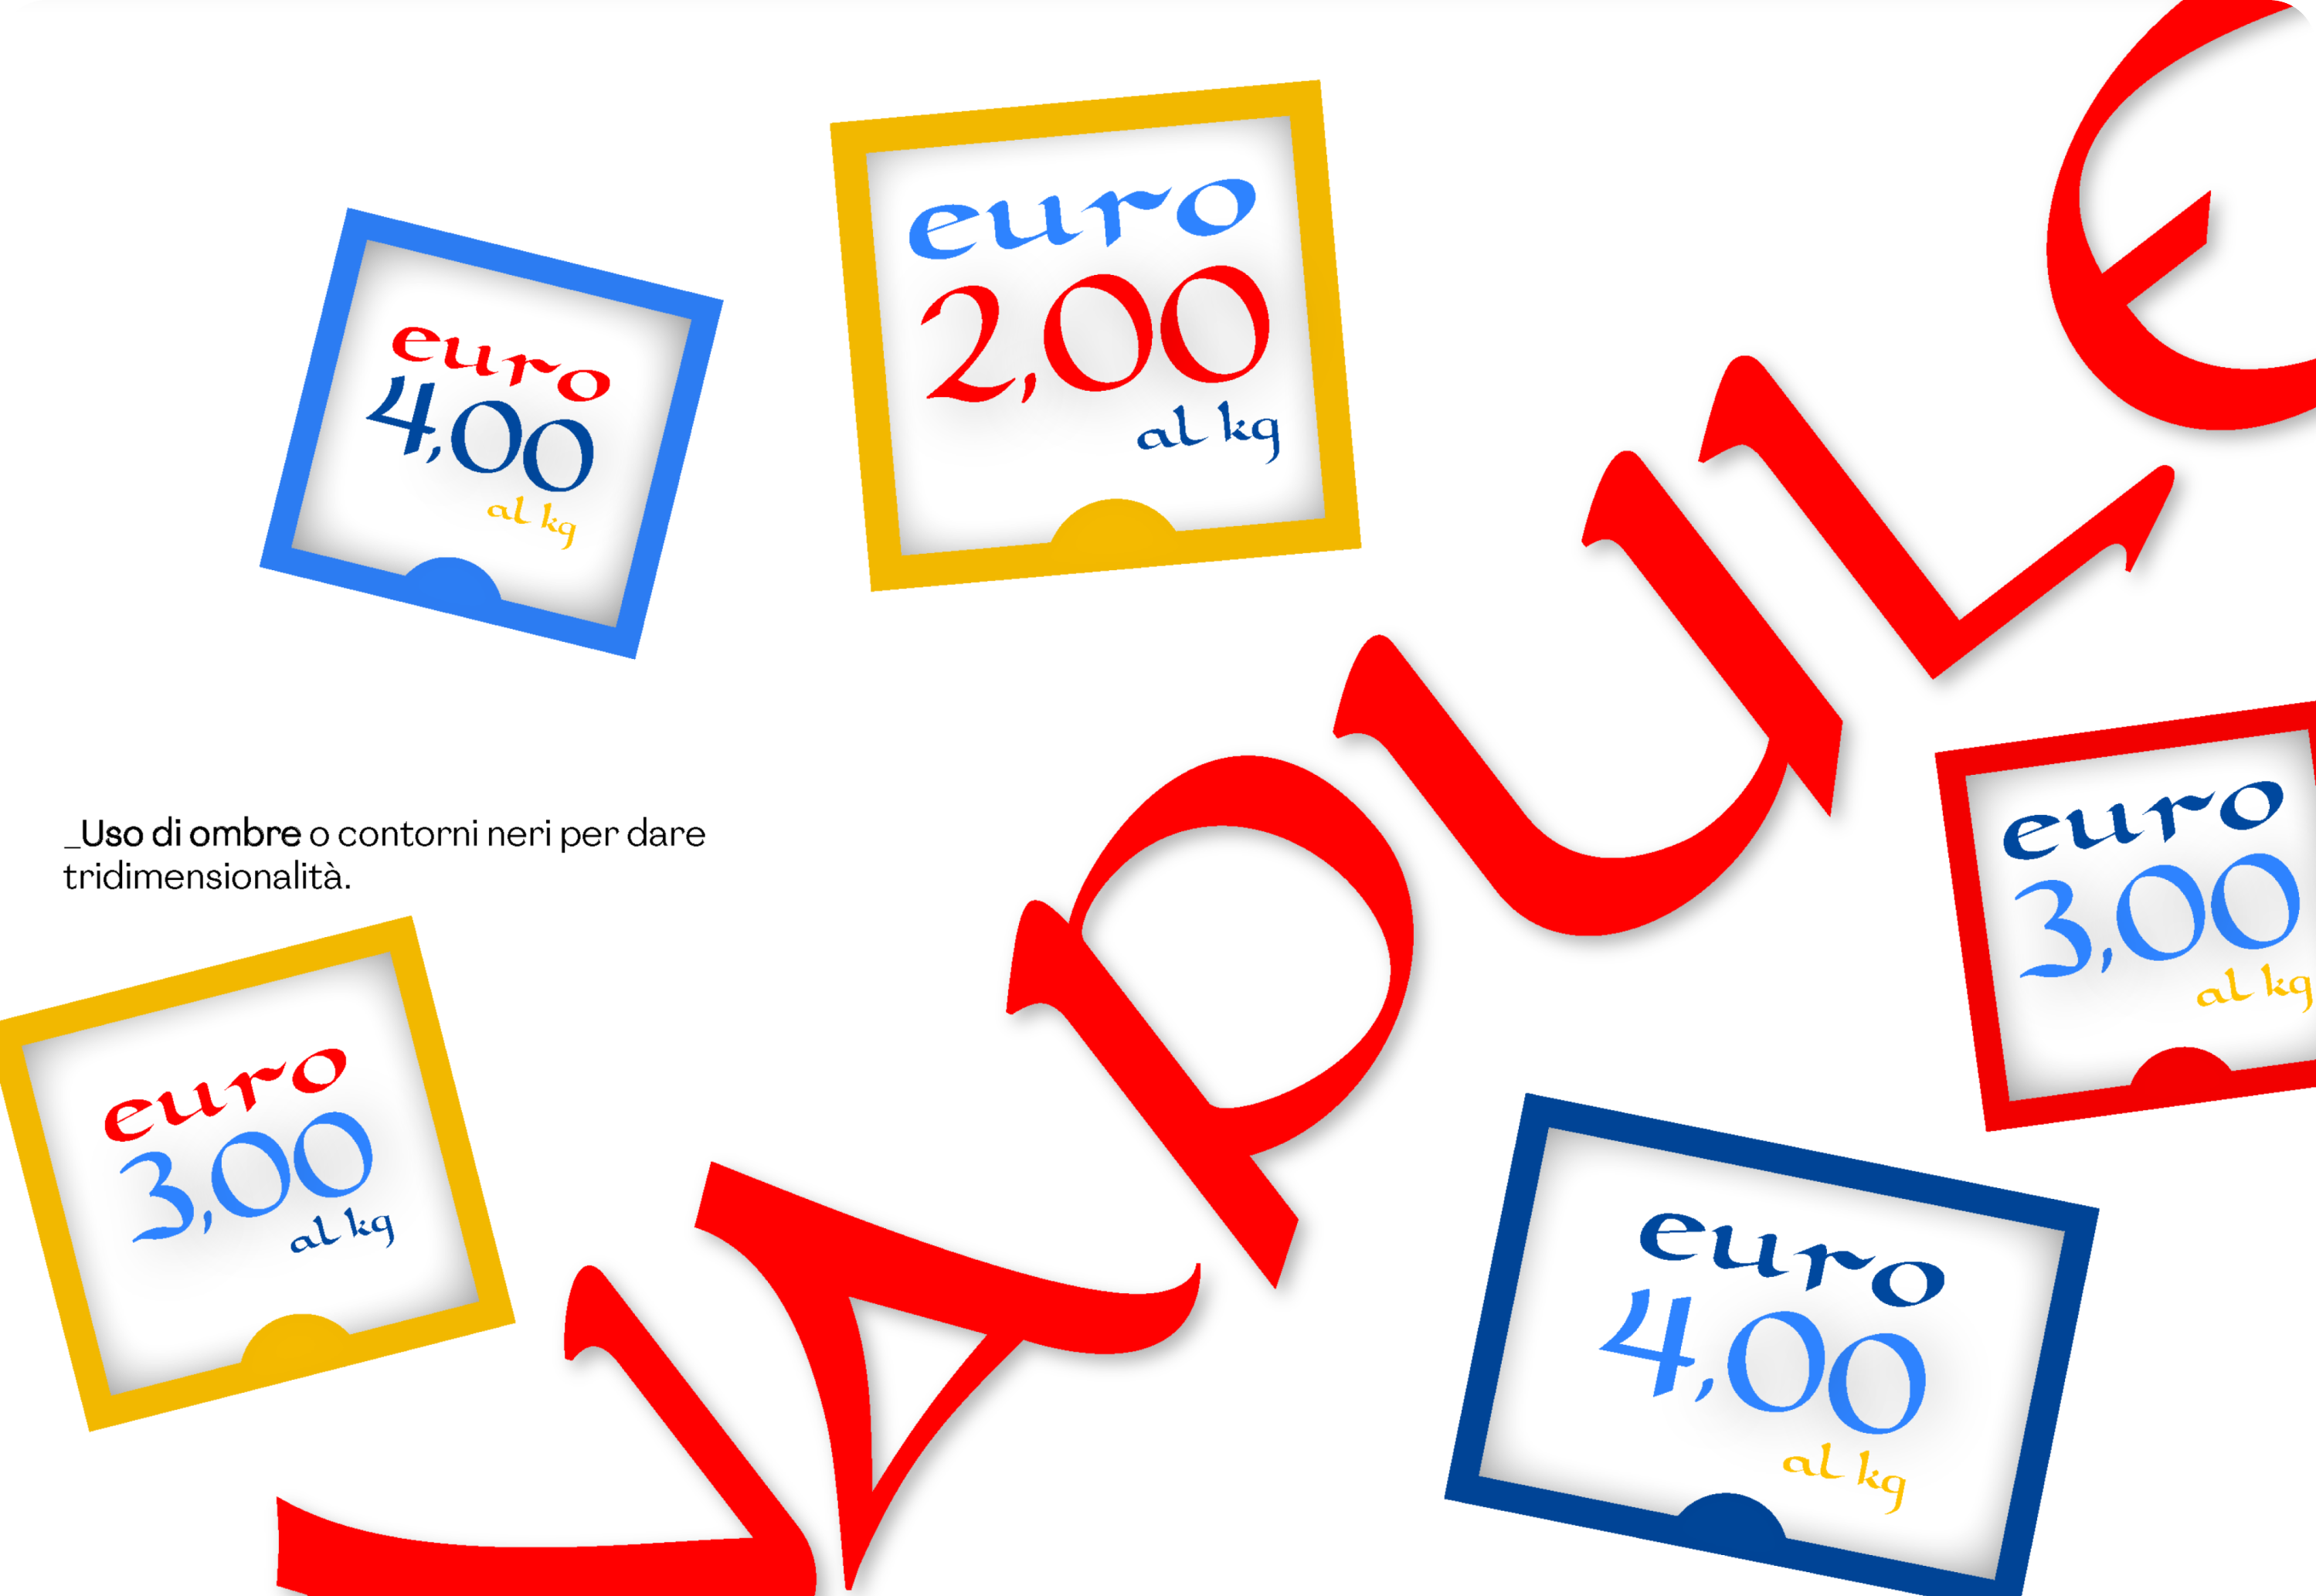 euro
4,00
al kg
euro
2,00
al kg
NAPULE
_Uso di ombre o contorni neri per dare
tridimensionalità.
euro
3,00
al kg
euro
3,00
al kg
euro
4,00
al kg